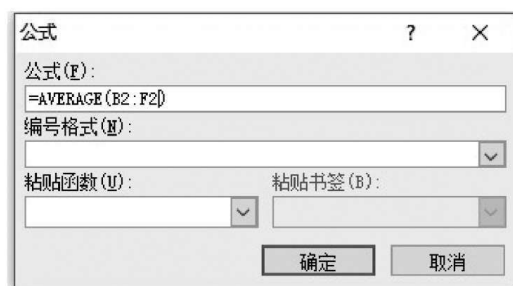 公式 ? ×
公式(F):
=AVERAGE(B2:F2)
编号格式(N):
粘贴函数(U): 粘贴书签(B):
确定 取消